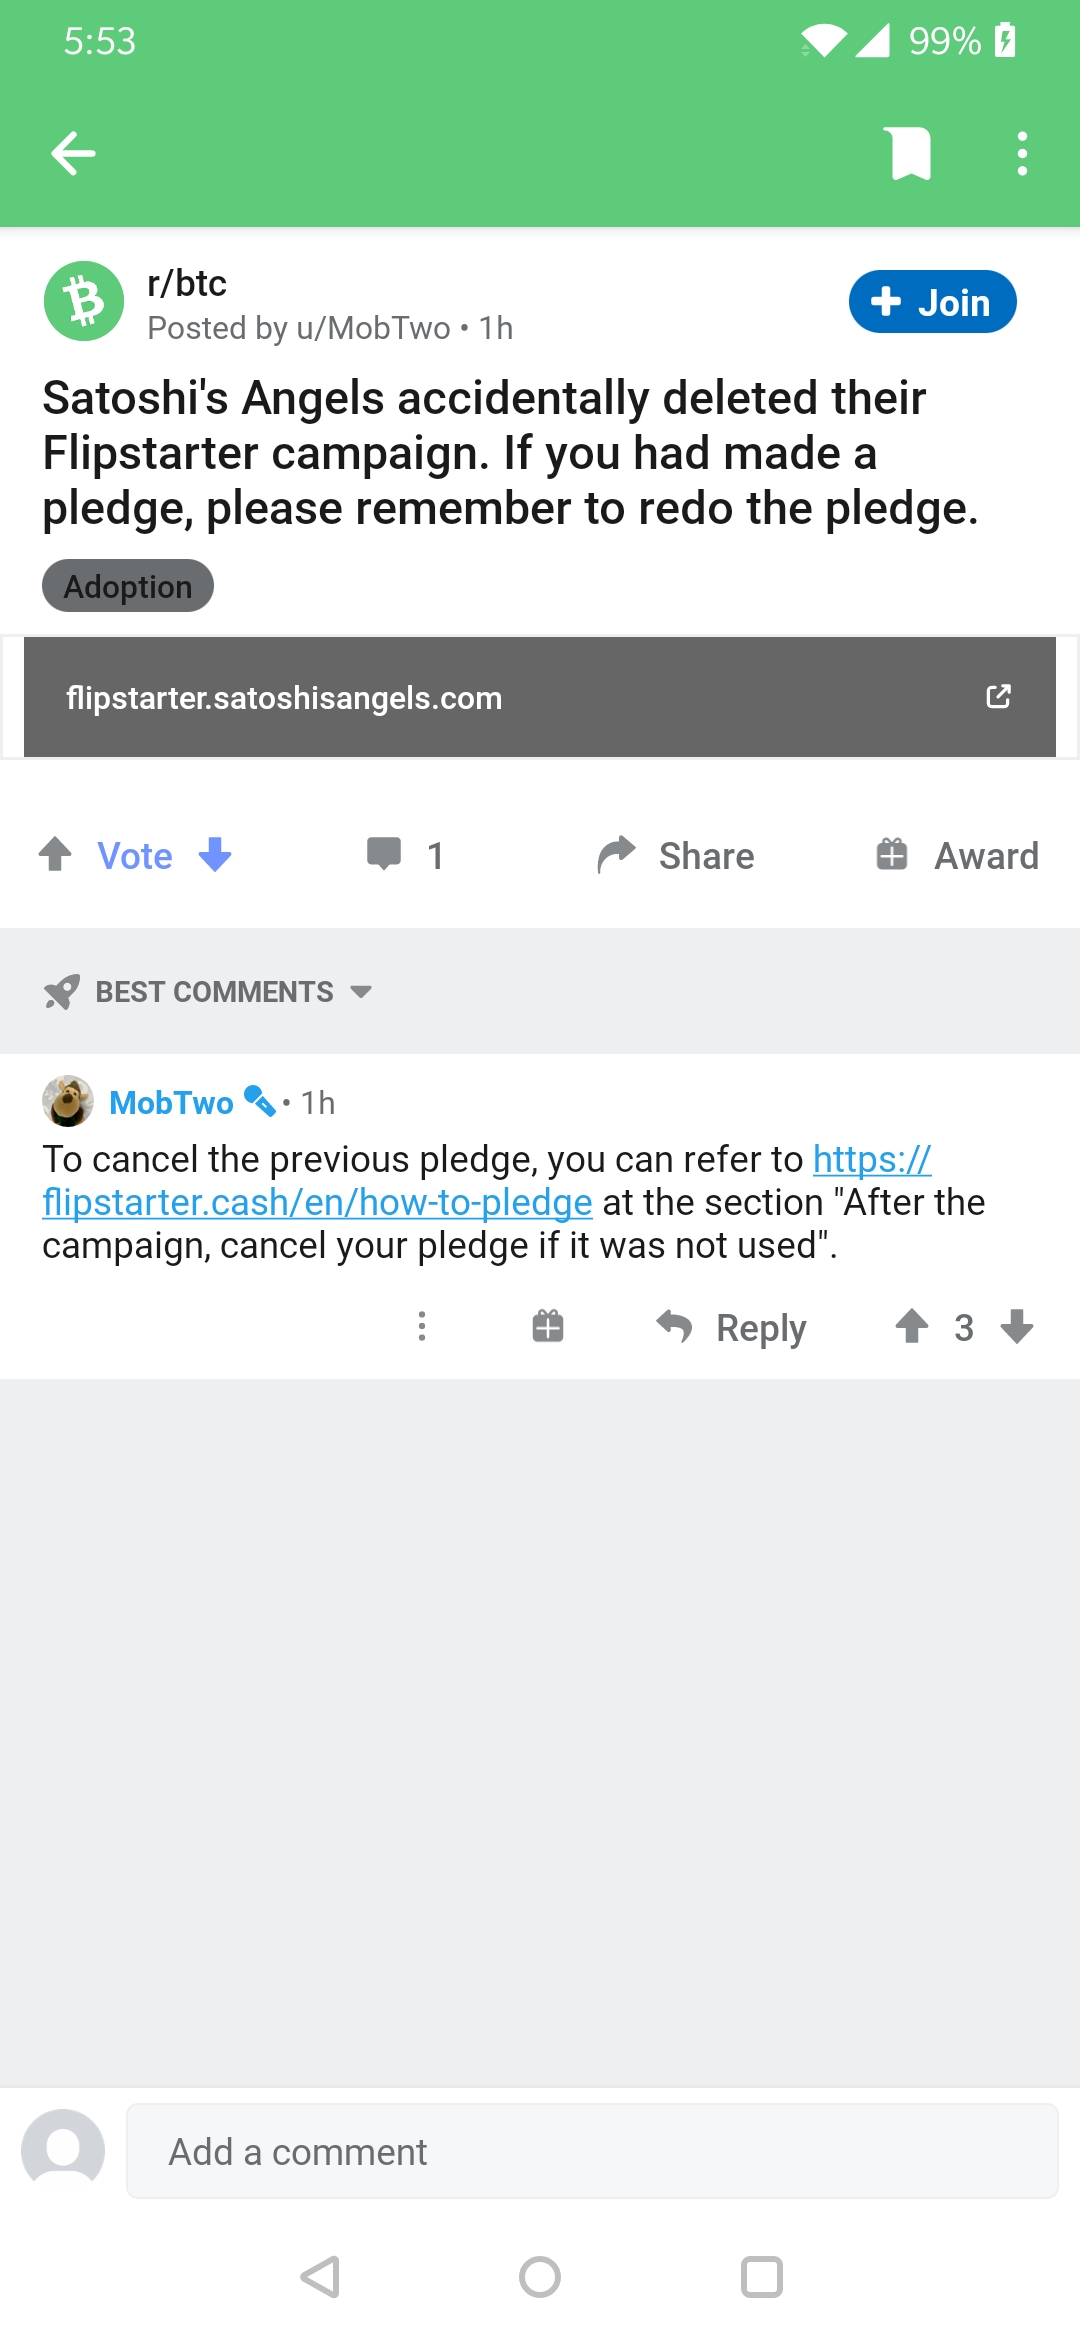 5:53
99%
r/btc
Posted by u/MobTwo • 1h
Join
Satoshi's Angels accidentally deleted their
Flipstarter campaign. If you had made a
pledge, please remember to redo the pledge.
Adoption
flipstarter.satoshisangels.com
Vote
1
Share
Award
BEST COMMENTS
MobTwo • 1h
To cancel the previous pledge, you can refer to https://
flipstarter.cash/en/how-to-pledge at the section "After the
campaign, cancel your pledge if it was not used".
Reply
3
Add a comment